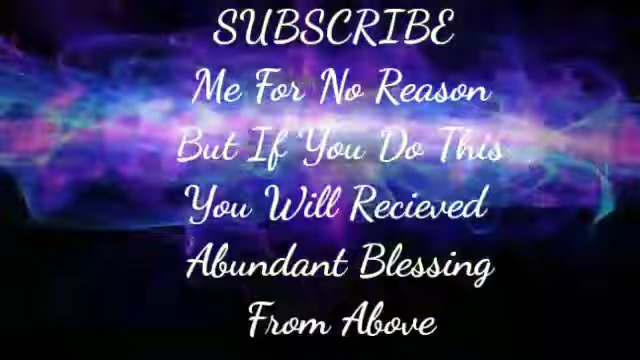 SUBSCRIBE
Me For No Reason
But If You Do This
You Will Recieved
Abundant Blessing
From Above